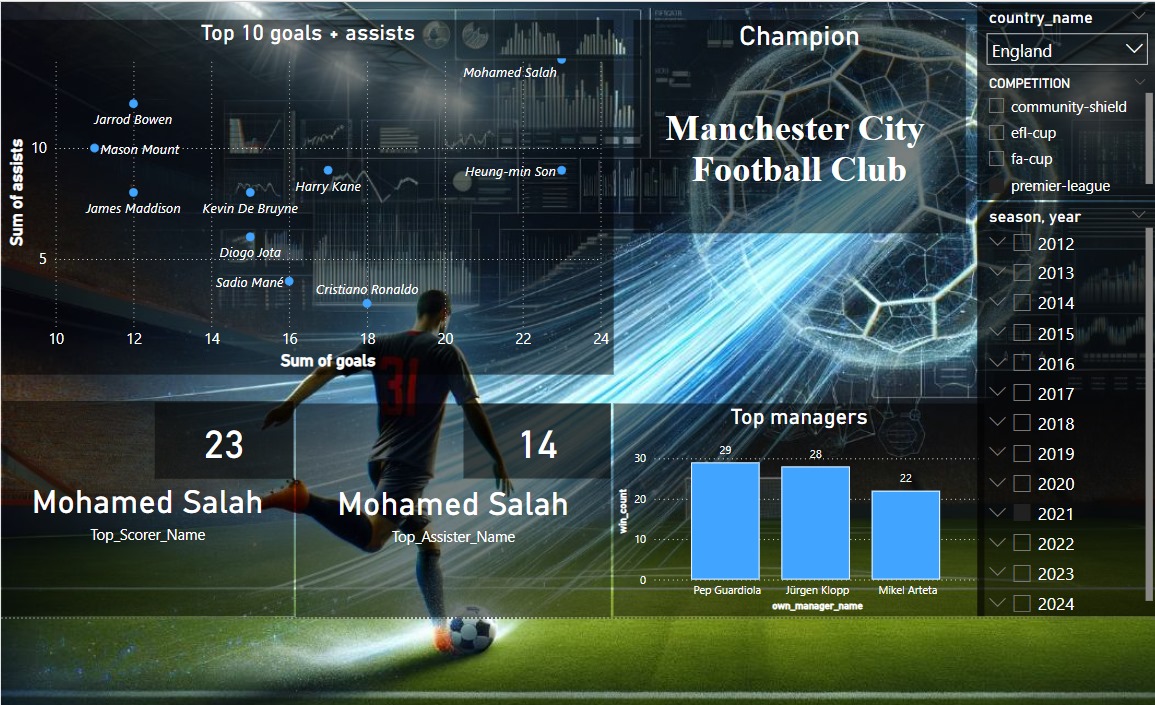 Top 10 goals + assists
Mohamed Salah
Jarrod Bowen
10
Mason Mount
Heung-min Son
Harry Kane
James Maddison
Kevin De Bruyne
Diogo Jota
5
Sadio Mané
Cristiano Ronaldo
Sum of assists
10 12 14 16 18 20 22 24
Sum of goals
Champion
Manchester City
Football Club
country_name
England
COMPETITION
community-shield
efl-cup
fa-cup
premier-league
season, year
2012
2013
2014
2015
2016
2017
2018
2019
2020
2021
2022
2023
2024
31
23
Mohamed Salah
Top_Scorer_Name
14
Mohamed Salah
Top_Assister_Name
Top managers
29
28
22
30
20
10
0
win_count
Pep Guardiola Jürgen Klopp Mikel Arteta
own_manager_name